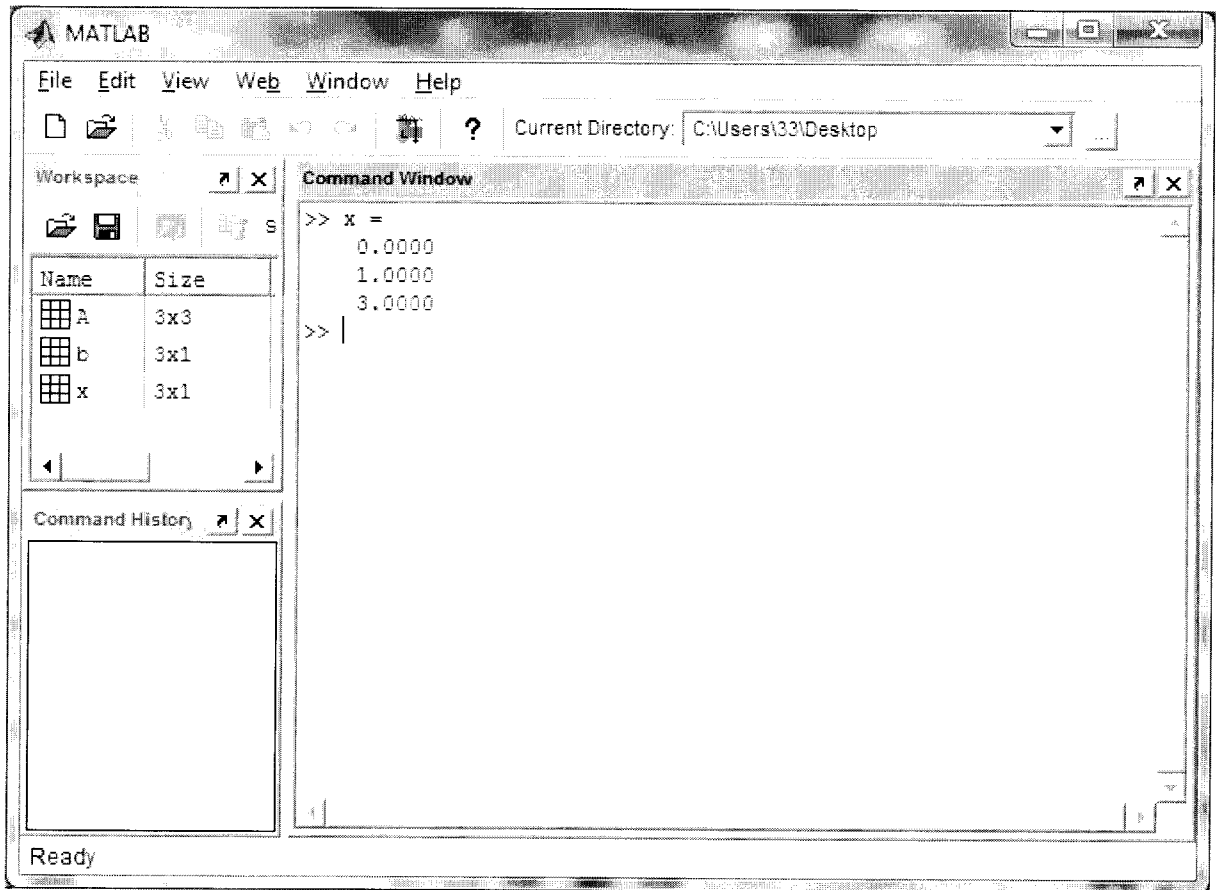 MATLAB
File Edit View Web Window Help
? Current Directory: C:\Users\33\Desktop ...
Workspace
S
Name Size
A 3x3
b 3x1
x 3x1
Command History
Command Window
>> x =
0.0000
1.0000
3.0000
>>
Ready